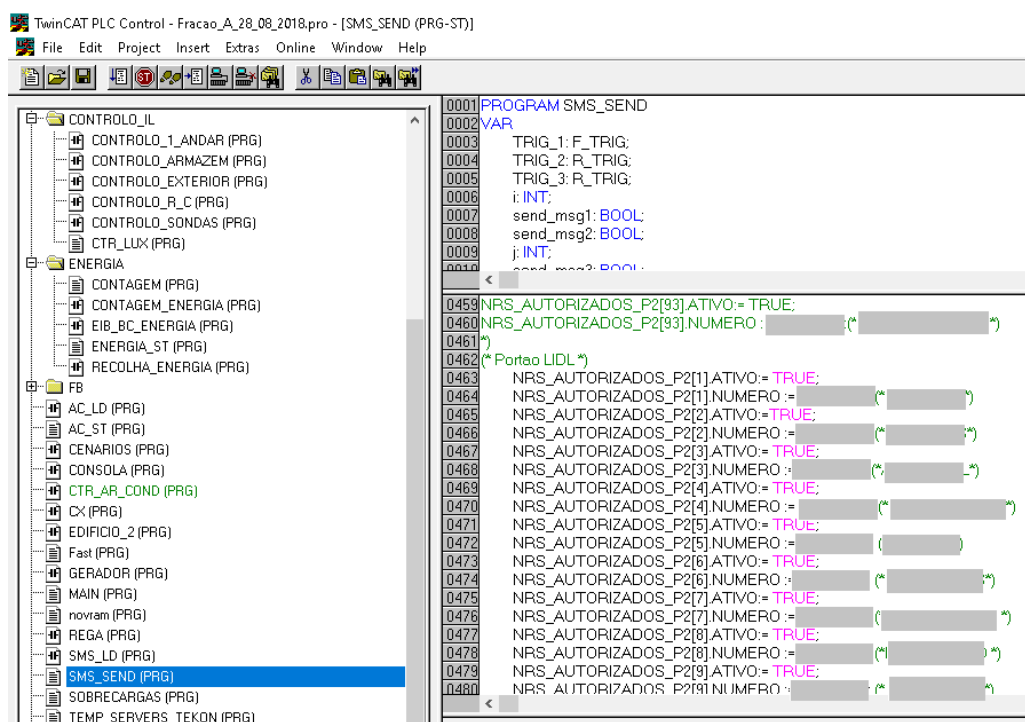 TwinCAT PLC Control - Fracao_A_28_08_2018.pro - [SMS_SEND (PRG-ST)]
File Edit Project Insert Extras Online Window Help
CONTROLO_IL
CONTROLO_1_ANDAR (PRG)
CONTROLO_ARMAZEM (PRG)
CONTROLO_EXTERIOR (PRG)
CONTROLO_R_C (PRG)
CONTROLO_SONDAS (PRG)
CTR_LUX (PRG)
ENERGIA
CONTAGEM (PRG)
CONTAGEM_ENERGIA (PRG)
EIB_BC_ENERGIA (PRG)
ENERGIA_ST (PRG)
RECOLHA_ENERGIA (PRG)
FB
AC_LD (PRG)
AC_ST (PRG)
CENARIOS (PRG)
CONSOLA (PRG)
CTR_AR_COND (PRG)
CX (PRG)
EDIFICIO_2 (PRG)
Fast (PRG)
GERADOR (PRG)
MAIN (PRG)
novram (PRG)
REGA (PRG)
SMS_LD (PRG)
SMS_SEND (PRG)
SOBRECARGAS (PRG)
TEMP_SERVERS_TEKON (PRG)
0001 PROGRAM SMS_SEND
0002 VAR
0003 TRIG_1: F_TRIG;
0004 TRIG_2: R_TRIG;
0005 TRIG_3: R_TRIG;
0006 i: INT;
0007 send_msg1: BOOL;
0008 send_msg2: BOOL;
0009 j: INT;
0010 send_msg3: BOOL;
0459 NRS_AUTORIZADOS_P2[93].ATIVO:= TRUE;
0460 NRS_AUTORIZADOS_P2[93].NUMERO : ;(* *)
0461 *)
0462 (* Portao LIDL *)
0463 NRS_AUTORIZADOS_P2[1].ATIVO:= TRUE;
0464 NRS_AUTORIZADOS_P2[1].NUMERO := (* *)
0465 NRS_AUTORIZADOS_P2[2].ATIVO:=TRUE;
0466 NRS_AUTORIZADOS_P2[2].NUMERO := (* *)
0467 NRS_AUTORIZADOS_P2[3].ATIVO:= TRUE;
0468 NRS_AUTORIZADOS_P2[3].NUMERO := (* *)
0469 NRS_AUTORIZADOS_P2[4].ATIVO:= TRUE;
0470 NRS_AUTORIZADOS_P2[4].NUMERO := (* *)
0471 NRS_AUTORIZADOS_P2[5].ATIVO:= TRUE;
0472 NRS_AUTORIZADOS_P2[5].NUMERO := ( )
0473 NRS_AUTORIZADOS_P2[6].ATIVO:= TRUE;
0474 NRS_AUTORIZADOS_P2[6].NUMERO : (* *)
0475 NRS_AUTORIZADOS_P2[7].ATIVO:= TRUE;
0476 NRS_AUTORIZADOS_P2[7].NUMERO := ( *)
0477 NRS_AUTORIZADOS_P2[8].ATIVO:= TRUE;
0478 NRS_AUTORIZADOS_P2[8].NUMERO := (* *)
0479 NRS_AUTORIZADOS_P2[9].ATIVO:= TRUE;
0480 NRS_AUTORIZADOS_P2[9].NUMERO : (* *)